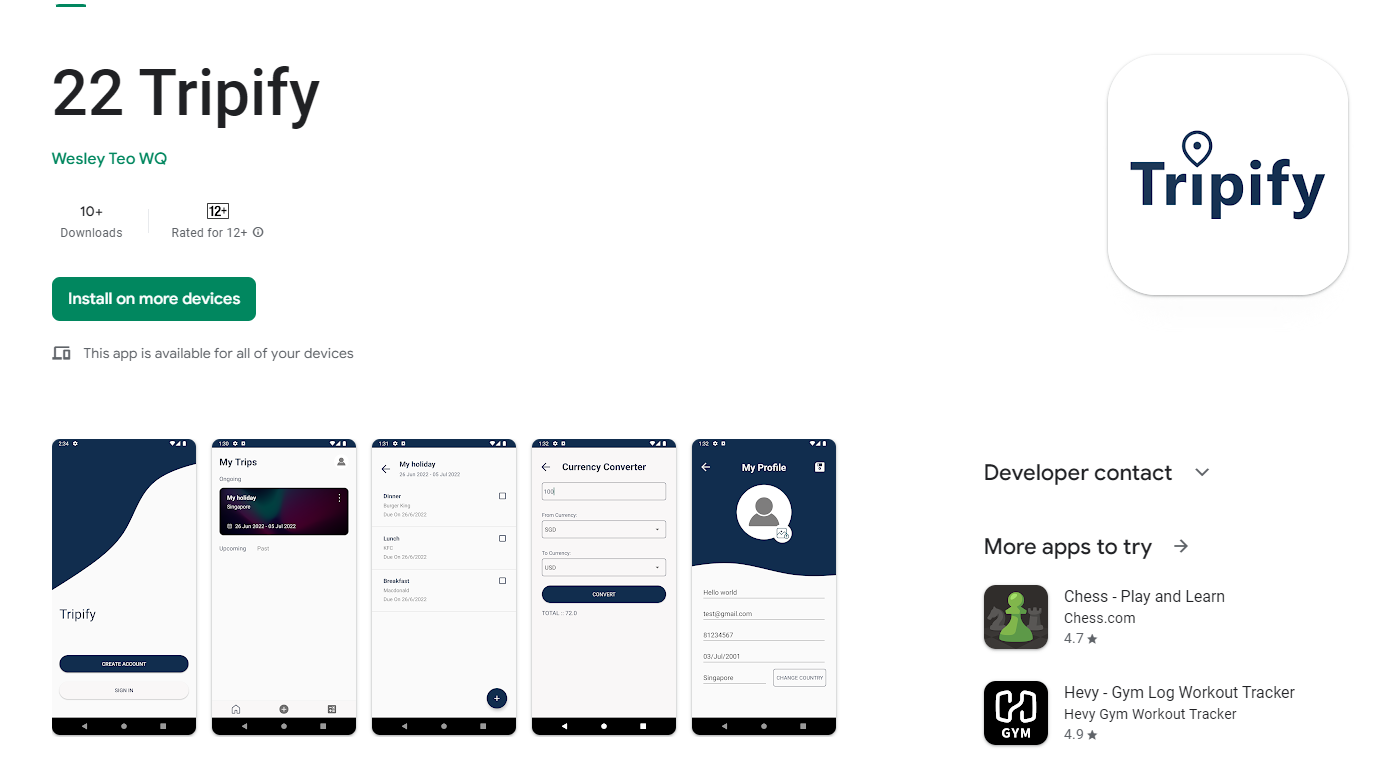 22 Tripify
Wesley Teo WQ
10+
Downloads
12+
Rated for 12+
Install on more devices
This app is available for all of your devices
Tripify
2:34
Tripify
CREATE ACCOUNT
SIGN IN
1:30
My Trips
Ongoing
My holiday
Singapore
26 Jun 2022 - 05 Jul 2022
Upcoming Past
1:31
My holiday
26 Jun 2022 - 05 Jul 2022
Dinner
Burger King
Due On 26/6/2022
Lunch
KFC
Due On 26/6/2022
Breakfast
Macdonald
Due On 26/6/2022
+
1:32
Currency Converter
100
From Currency:
SGD
To Currency:
USD
CONVERT
TOTAL : 72.0
1:32
My Profile
Hello world
test@gmail.com
81234567
03/Jul/2001
Singapore
CHANGE COUNTRY
Developer contact
More apps to try
Chess - Play and Learn
Chess.com
4.7
Hevy - Gym Log Workout Tracker
Hevy Gym Workout Tracker
4.9
GYM